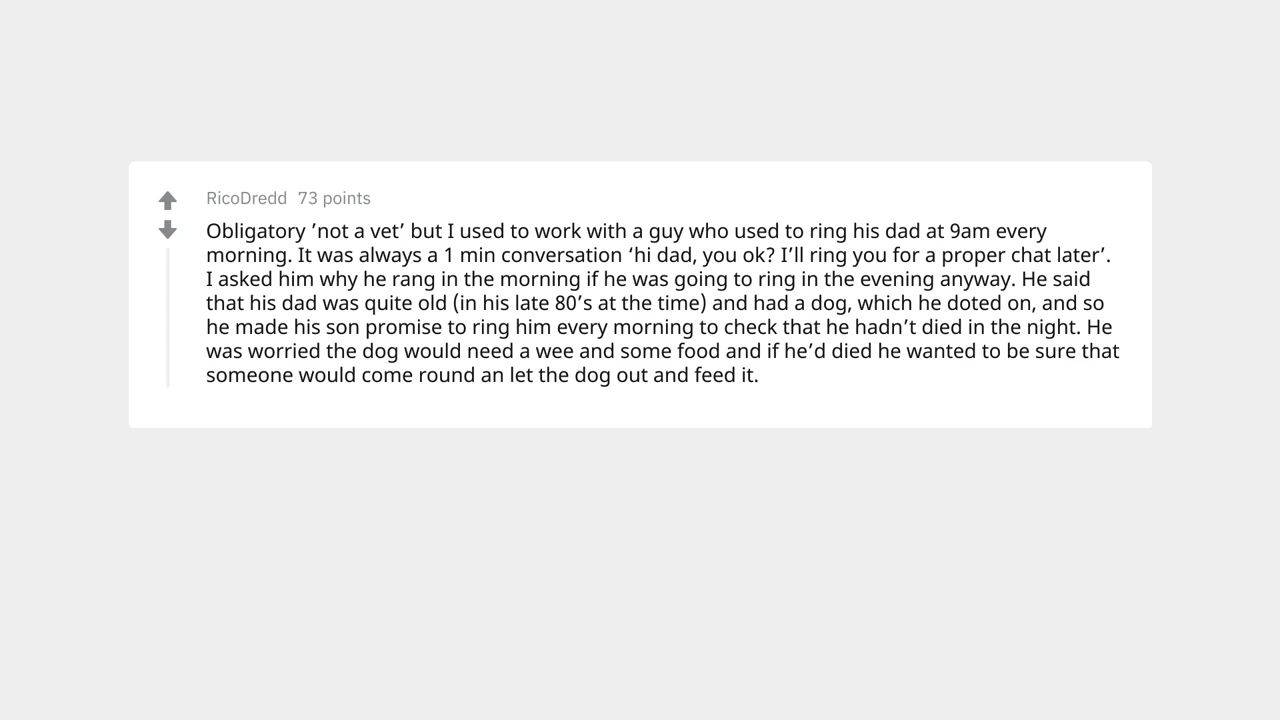 RicoDredd 73 points
Obligatory ’not a vet’ but I used to work with a guy who used to ring his dad at 9am every
morning. It was always a 1 min conversation ‘hi dad, you ok? I’ll ring you for a proper chat later’.
I asked him why he rang in the morning if he was going to ring in the evening anyway. He said
that his dad was quite old (in his late 80’s at the time) and had a dog, which he doted on, and so
he made his son promise to ring him every morning to check that he hadn’t died in the night. He
was worried the dog would need a wee and some food and if he’d died he wanted to be sure that
someone would come round an let the dog out and feed it.